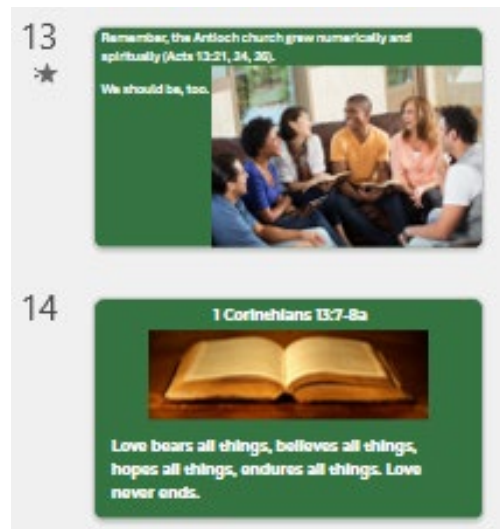 13
Remember, the Antioch church grew numerically and
spiritually (Acts 13:21, 24, 26).
We should be, too.
14
1 Corinthians 13:7-8a
Love bears all things, believes all things,
hopes all things, endures all things. Love
never ends.